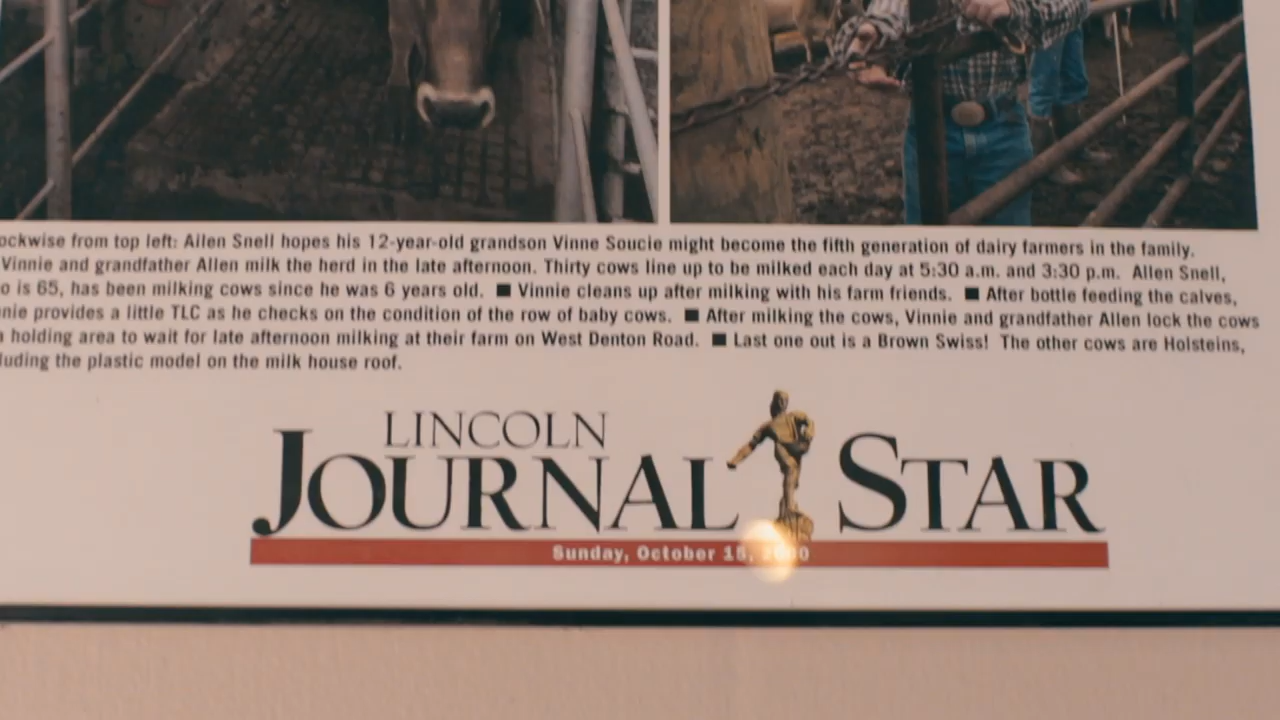 ockwise from top left: Allen Snell hopes his 12-year-old grandson Vinne Soucie might become the fifth generation of dairy farmers in the family.
Vinnie and grandfather Allen milk the herd in the late afternoon. Thirty cows line up to be milked each day at 5:30 a.m. and 3:30 p.m. Allen Snell,
o is 65, has been milking cows since he was 6 years old. ■ Vinnie cleans up after milking with his farm friends. ■ After bottle feeding the calves,
nie provides a little TLC as he checks on the condition of the row of baby cows. ■ After milking the cows, Vinnie and grandfather Allen lock the cows
holding area to wait for late afternoon milking at their farm on West Denton Road. ■ Last one out is a Brown Swiss! The other cows are Holsteins,
luding the plastic model on the milk house roof.
LINCOLN
JOURNAL STAR
Sunday, October 15,